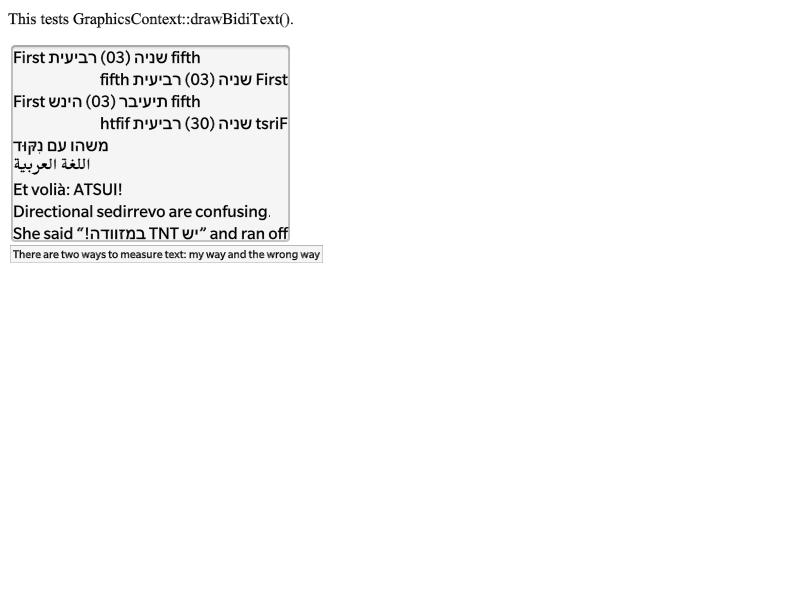 This tests GraphicsContext::drawBidiText().
First שניה (03) רביעית fifth
First שניה (03) רביעית fifth
First תיעיבר (03) הינש fifth
tsriF שניה (30) רביעית htfif
משהו עם נִקּוּד
اللغة العربية
Et volià: ATSUI!
Directional sedirrevo are confusing.
She said “יש TNT במזוודה!” and ran off
There are two ways to measure text: my way and the wrong way